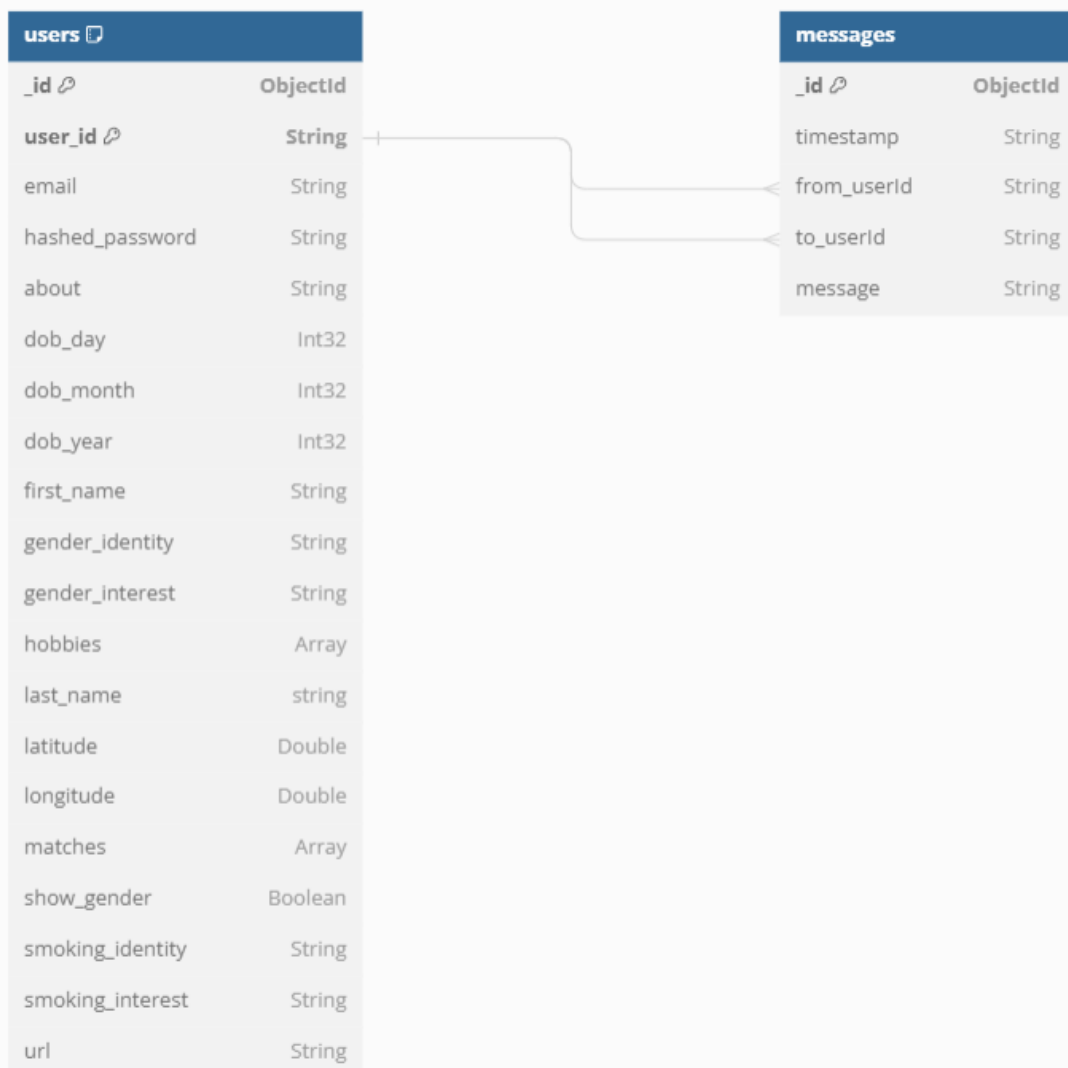 users
_id ObjectId
user_id String
email String
hashed_password String
about String
dob_day Int32
dob_month Int32
dob_year Int32
first_name String
gender_identity String
gender_interest String
hobbies Array
last_name string
latitude Double
longitude Double
matches Array
show_gender Boolean
smoking_identity String
smoking_interest String
url String
messages
_id ObjectId
timestamp String
from_userId String
to_userId String
message String